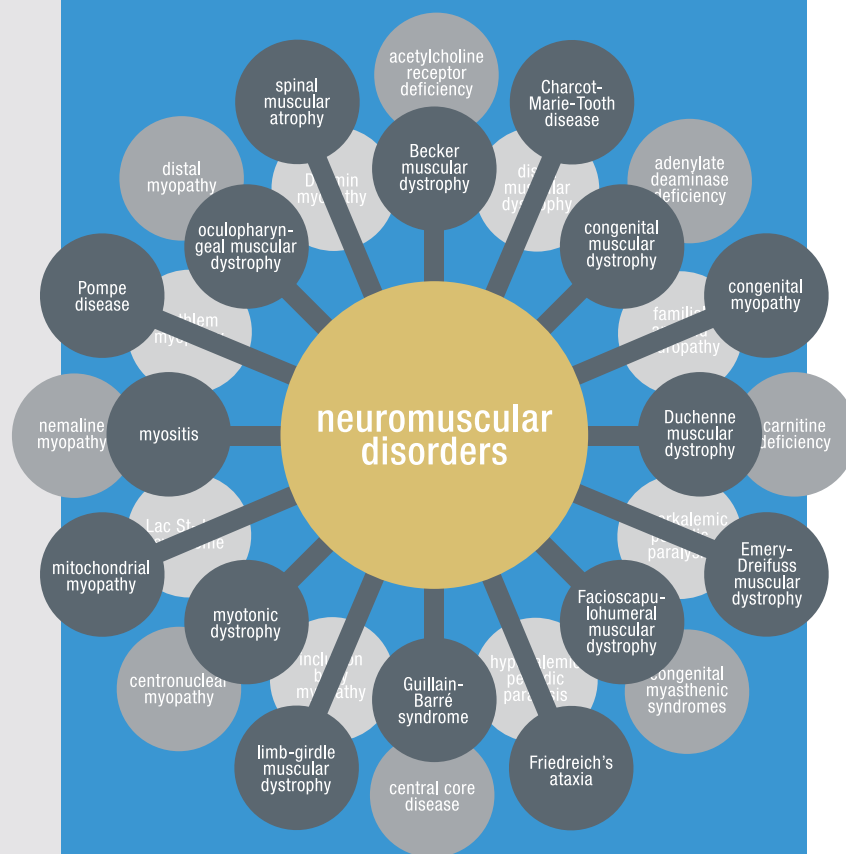 acetylcholine
receptor
deficiency
spinal
muscular
atrophy
Charcot-
Marie-Tooth
disease
Becker
muscular
dystrophy
distal
myopathy
adenylate
deaminase
deficiency
oculopharyn-
geal muscular
dystrophy
congenital
muscular
dystrophy
Pompe
disease
congenital
myopathy
neuromuscular
disorders
nemaline
myopathy
myositis
Duchenne
muscular
dystrophy
carnitine
deficiency
mitochondrial
myopathy
Emery-
Dreifuss
muscular
dystrophy
myotonic
dystrophy
Facioscapu-
lohumeral
muscular
dystrophy
centronuclear
myopathy
Guillain-
Barré
syndrome
congenital
myasthenic
syndromes
limb-girdle
muscular
dystrophy
central core
disease
Friedreich’s
ataxia